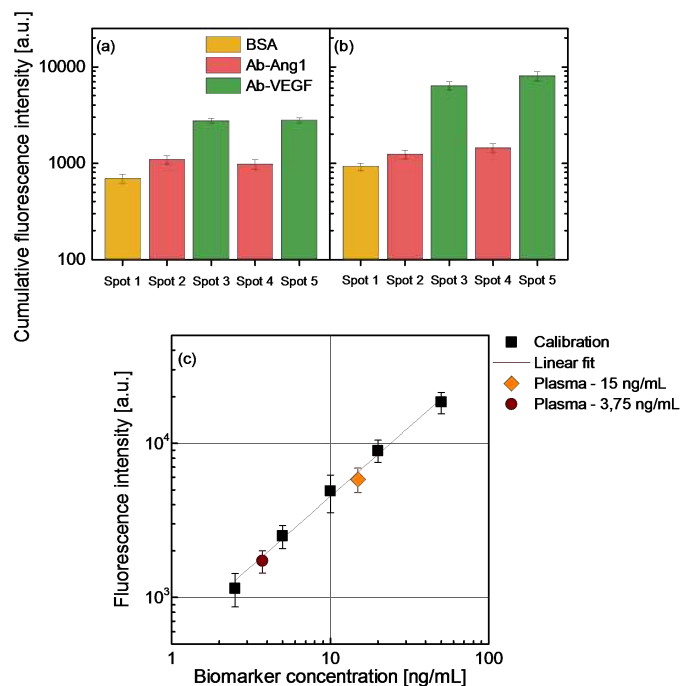 Cumulative fluorescence intensity [a.u.]
(a)
BSA
Ab-Ang1
Ab-VEGF
(b)
10000
1000
100
Spot 1 Spot 2 Spot 3 Spot 4 Spot 5
Spot 1 Spot 2 Spot 3 Spot 4 Spot 5
(c)
Fluorescence intensity [a.u.]
10⁴
10³
1 10 100
Biomarker concentration [ng/mL]
Calibration
Linear fit
Plasma - 15 ng/mL
Plasma - 3,75 ng/mL